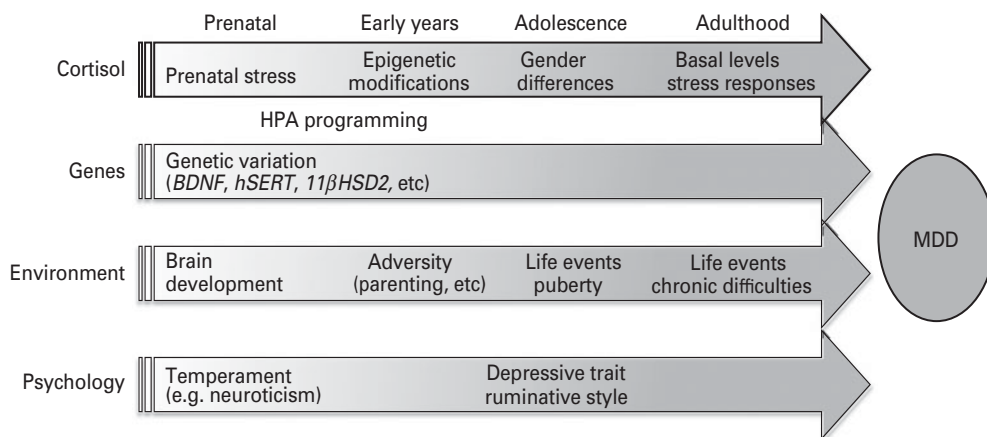 Prenatal Early years Adolescence Adulthood
Cortisol
Prenatal stress
Epigenetic
modifications
Gender
differences
Basal levels
stress responses
HPA programming
Genes
Genetic variation
(BDNF, hSERT, 11βHSD2, etc)
MDD
Environment
Brain
development
Adversity
(parenting, etc)
Life events
puberty
Life events
chronic difficulties
Psychology
Temperament
(e.g. neuroticism)
Depressive trait
ruminative style